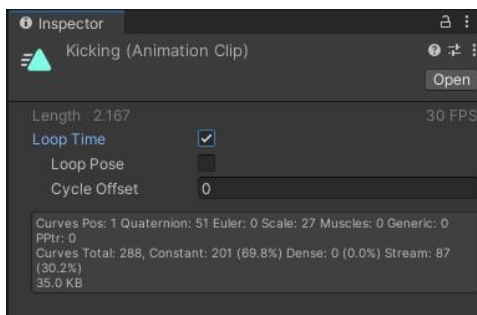 Inspector
Kicking (Animation Clip)
Open
Length 2.167 30 FPS
Loop Time
Loop Pose
Cycle Offset 0
Curves Pos: 1 Quaternion: 51 Euler: 0 Scale: 27 Muscles: 0 Generic: 0
PPtr: 0
Curves Total: 288, Constant: 201 (69.8%) Dense: 0 (0.0%) Stream: 87
(30.2%)
35.0 KB